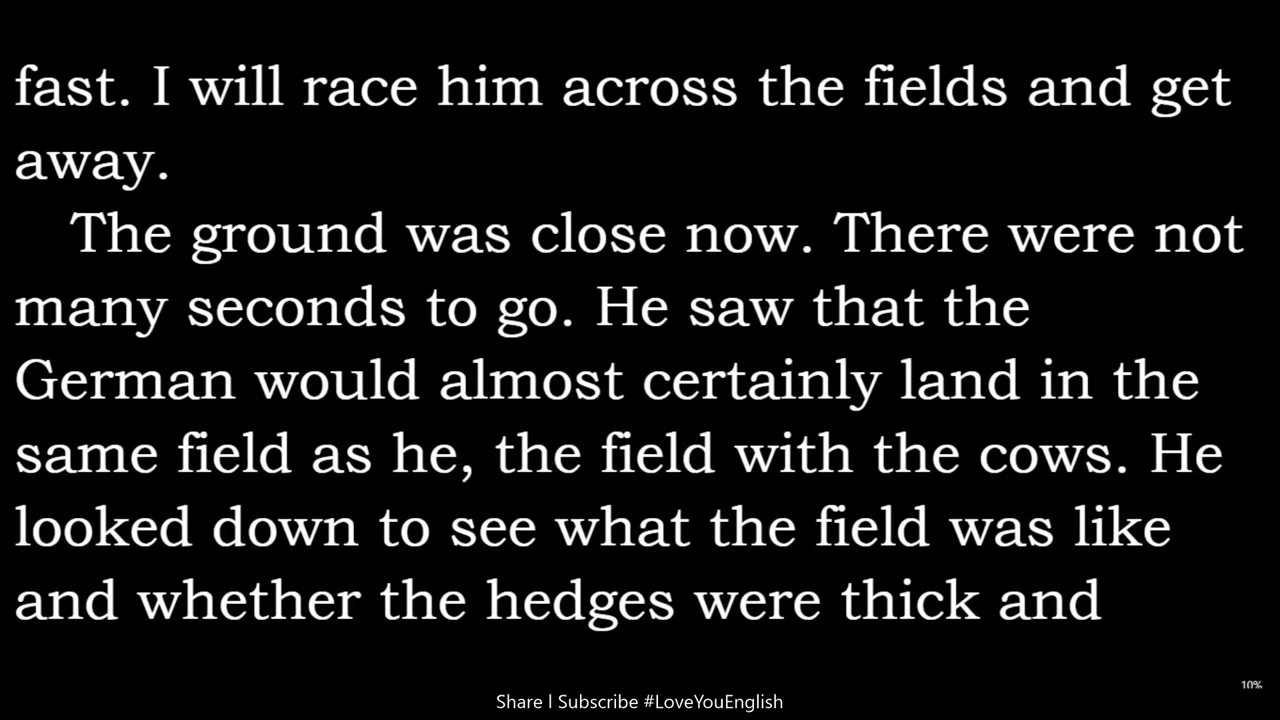 fast. I will race him across the fields and get
away.
The ground was close now. There were not
many seconds to go. He saw that the
German would almost certainly land in the
same field as he, the field with the cows. He
looked down to see what the field was like
and whether the hedges were thick and
10%
Share | Subscribe #LoveYouEnglish